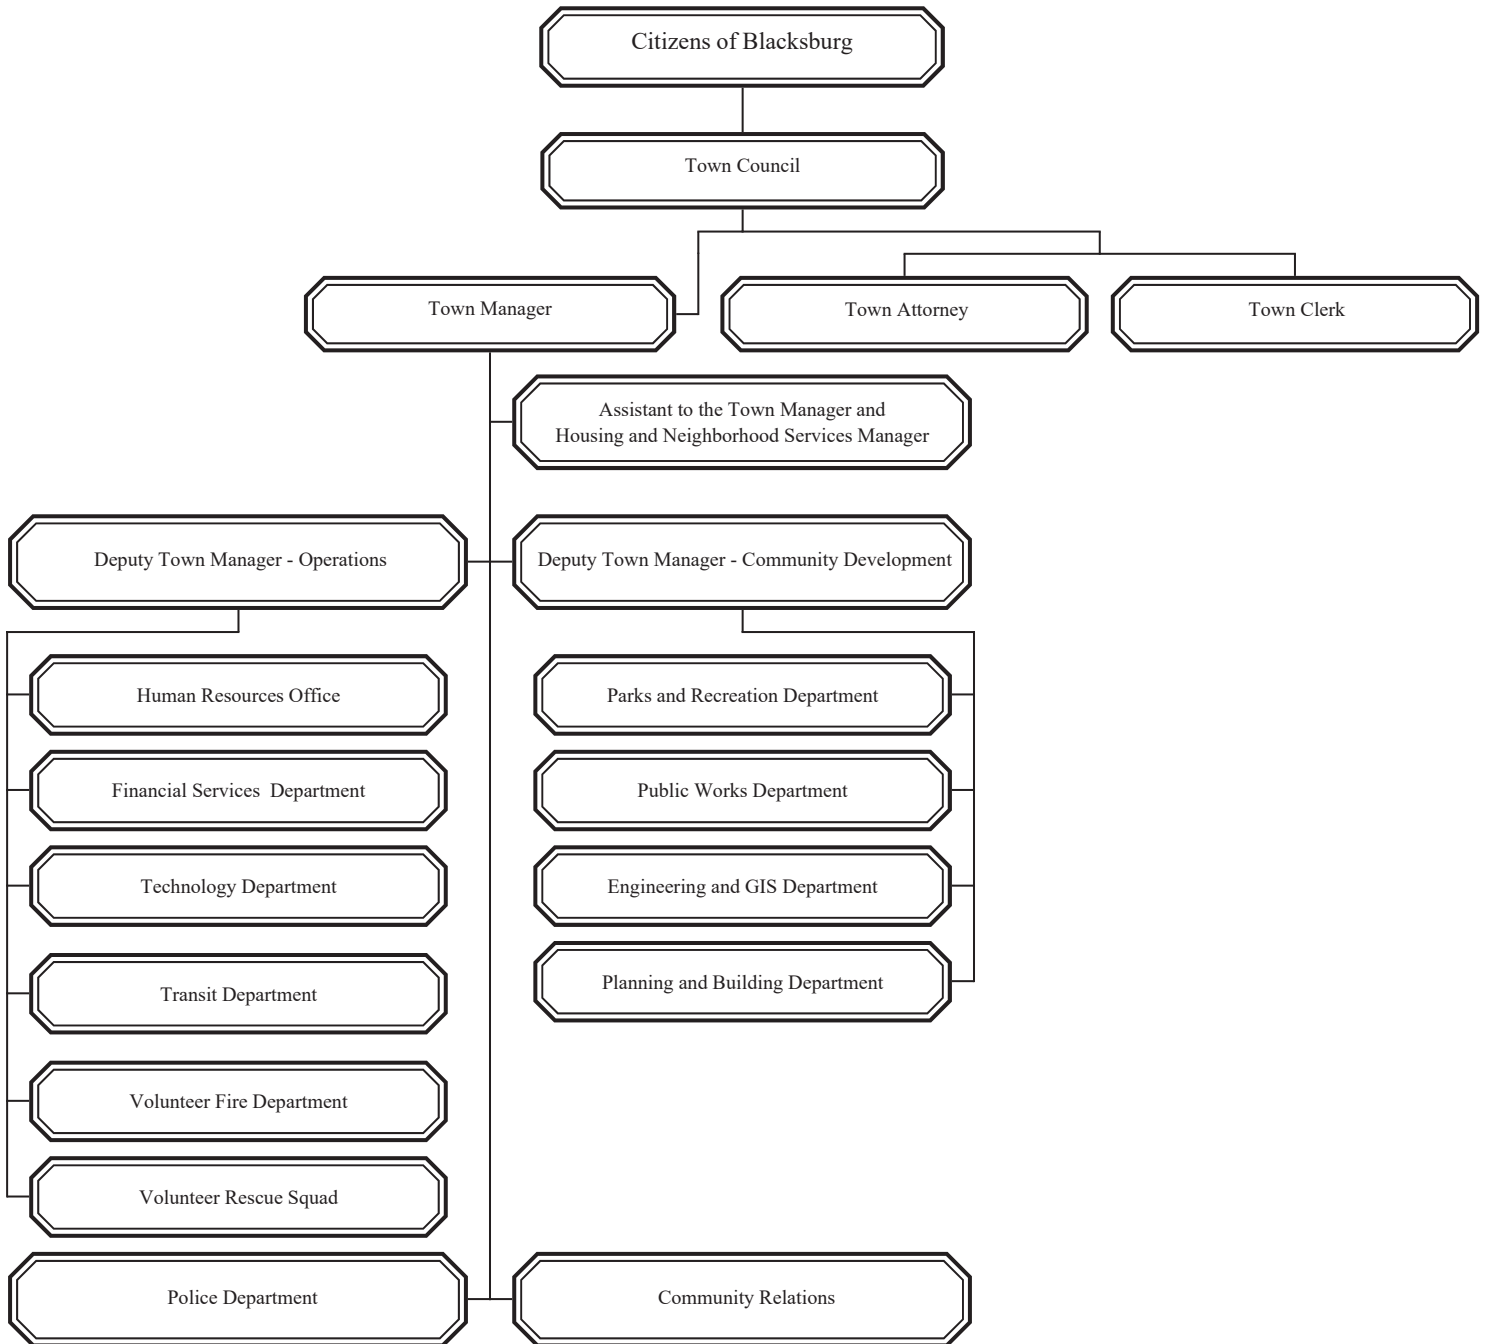 Citizens of Blacksburg
Town Council
Town Manager
Town Attorney
Town Clerk
Assistant to the Town Manager and
Housing and Neighborhood Services Manager
Deputy Town Manager - Operations
Deputy Town Manager - Community Development
Human Resources Office
Financial Services  Department
Technology Department
Transit Department
Volunteer Fire Department
Volunteer Rescue Squad
Parks and Recreation Department
Public Works Department
Engineering and GIS Department
Planning and Building Department
Police Department
Community Relations